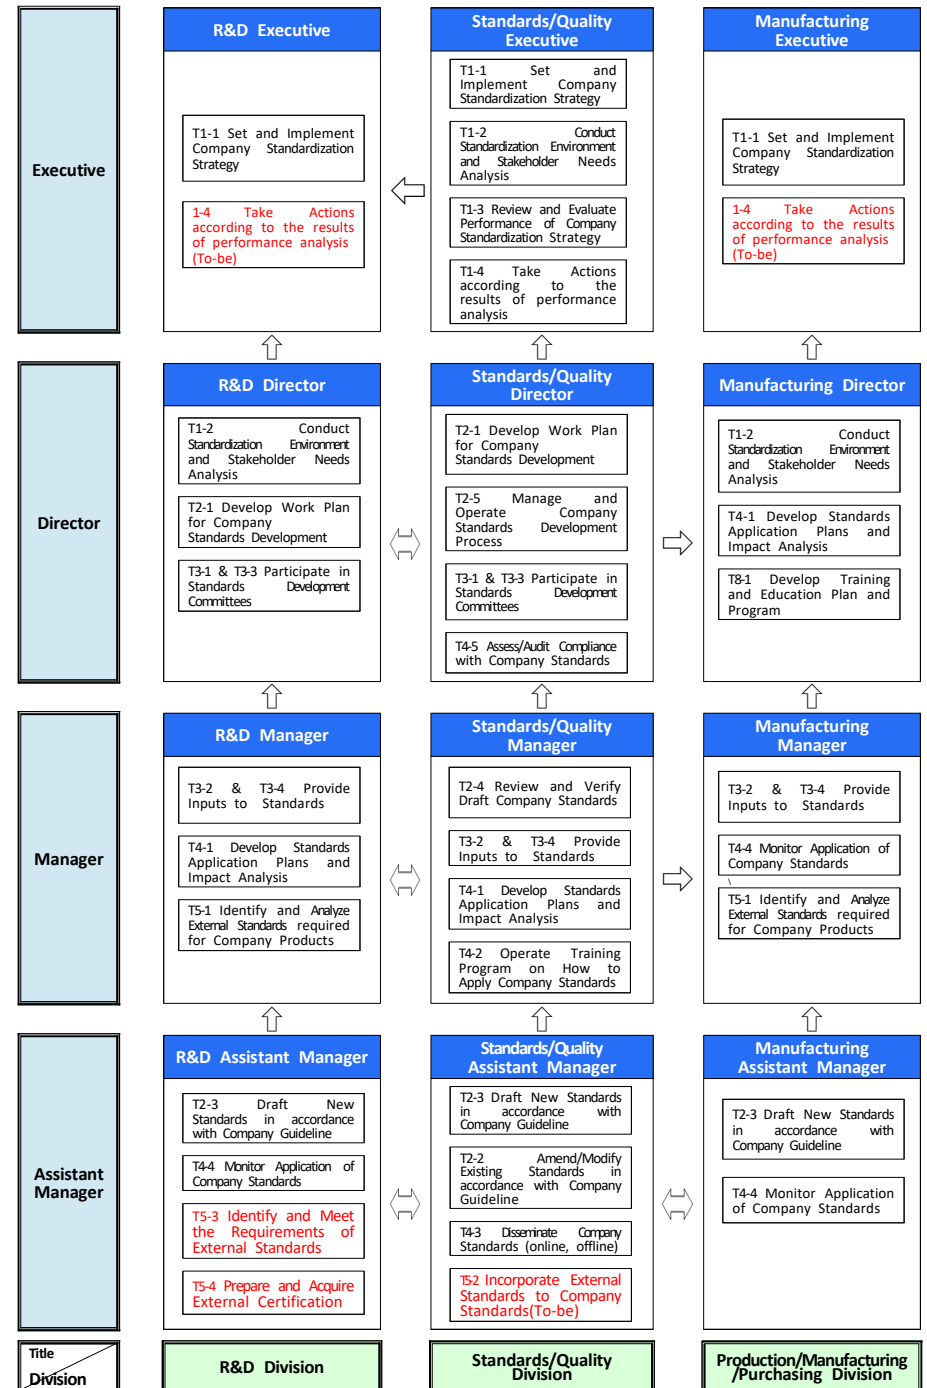 Executive
R&D Executive
T1-1 Set and Implement
Company Standardization
Strategy
1-4 Take Actions
according to the results
of performance analysis
(To-be)
Standards/Quality
Executive
T1-1 Set and
Implement Company
Standardization Strategy
T1-2 Conduct
Standardization Environment
and Stakeholder Needs
Analysis
T1-3 Review and Evaluate
Performance of Company
Standardization Strategy
T1-4 Take Actions
according to the
results of performance
analysis
Manufacturing
Executive
T1-1 Set and Implement
Company Standardization
Strategy
1-4 Take Actions
according to the results
of performance analysis
(To-be)
Director
R&D Director
T1-2 Conduct
Standardization Environment
and Stakeholder Needs
Analysis
T2-1 Develop Work Plan
for Company
Standards Development
T3-1 & T3-3 Participate in
Standards Development
Committees
Standards/Quality
Director
T2-1 Develop Work Plan
for Company
Standards Development
T2-5 Manage and
Operate Company
Standards Development
Process
T3-1 & T3-3 Participate in
Standards Development
Committees
T4-5 Assess/Audit Compliance
with Company Standards
Manufacturing Director
T1-2 Conduct
Standardization Environment
and Stakeholder Needs
Analysis
T4-1 Develop Standards
Application Plans and
Impact Analysis
T8-1 Develop Training
and Education Plan and
Program
Manager
R&D Manager
T3-2 & T3-4 Provide
Inputs to Standards
T4-1 Develop Standards
Application Plans and
Impact Analysis
T5-1 Identify and Analyze
External Standards required
for Company Products
Standards/Quality
Manager
T2-4 Review and Verify
Draft Company Standards
T3-2 & T3-4 Provide
Inputs to Standards
T4-1 Develop Standards
Application Plans and
Impact Analysis
T4-2 Operate Training
Program on How to
Apply Company Standards
Manufacturing
Manager
T3-2 & T3-4 Provide
Inputs to Standards
T4-4 Monitor Application of
Company Standards
\
T5-1 Identify and Analyze
External Standards required
for Company Products
Assistant
Manager
R&D Assistant Manager
T2-3 Draft New
Standards in accordance
with Company Guideline
T4-4 Monitor Application of
Company Standards
T5-3 Identify and Meet
the Requirements of
External Standards
T5-4 Prepare and Acquire
External Certification
Standards/Quality
Assistant Manager
T2-3 Draft New Standards
in accordance with
Company Guideline
T2-2 Amend/Modify
Existing Standards in
accordance with Company
Guideline
T4-3 Disseminate Company
Standards (online, offline)
T5-2 Incorporate External
Standards to Company
Standards(To-be)
Manufacturing
Assistant Manager
T2-3 Draft New Standards
in accordance with
Company Guideline
T4-4 Monitor Application
of Company Standards
Title
Division
R&D Division
Standards/Quality
Division
Production/Manufacturing
/Purchasing Division